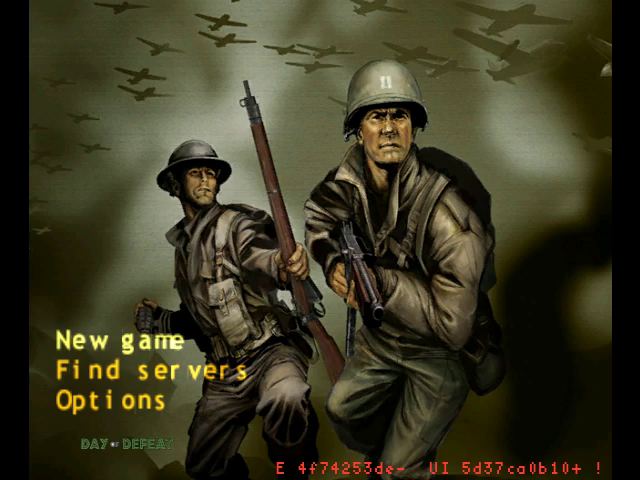 New game
Find servers
Options
DAY OF DEFEAT
E 4f74253de- UI 5d37ca0b10+ !